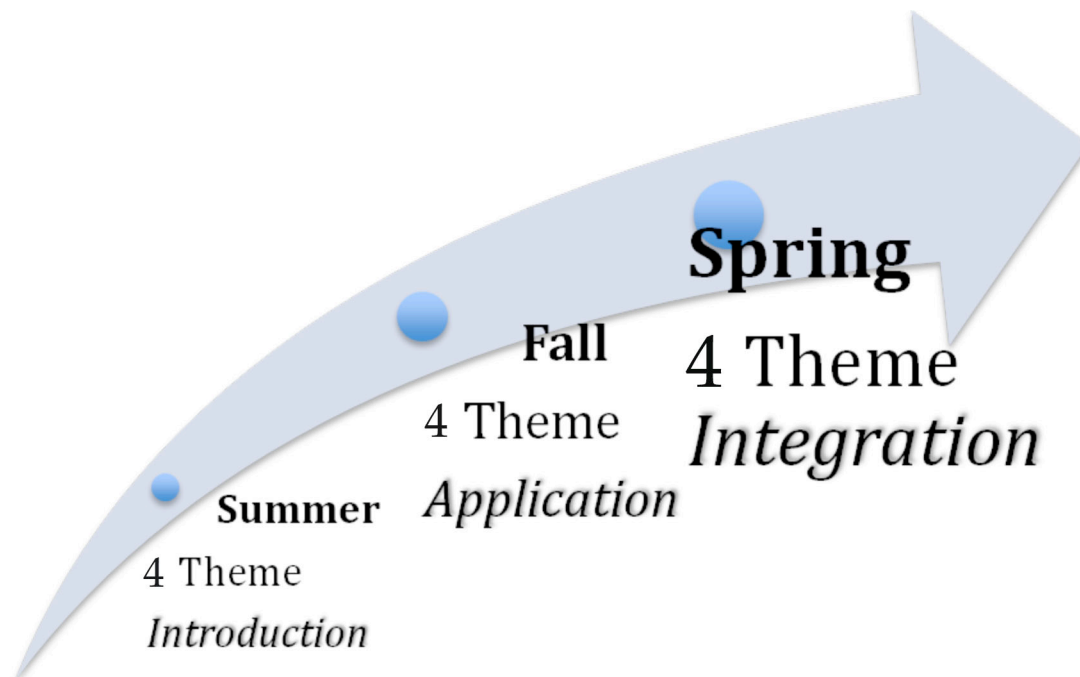 Summer
4 Theme
Introduction
Fall
4 Theme
Application
Spring
4 Theme
Integration